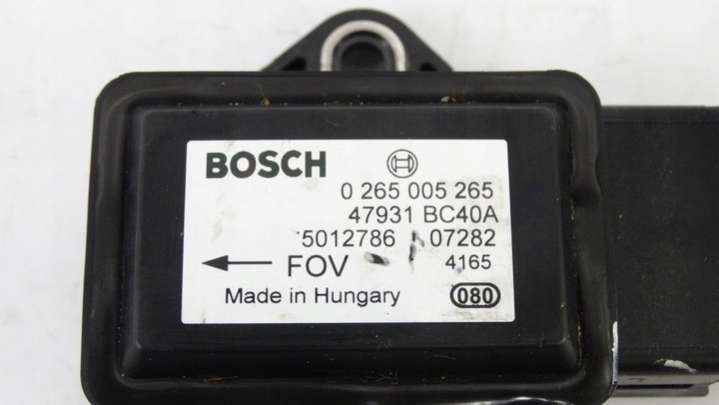 BOSCH
0 265 005 265
47931 BC40A
5012786 07282
FOV 4165
Made in Hungary 080